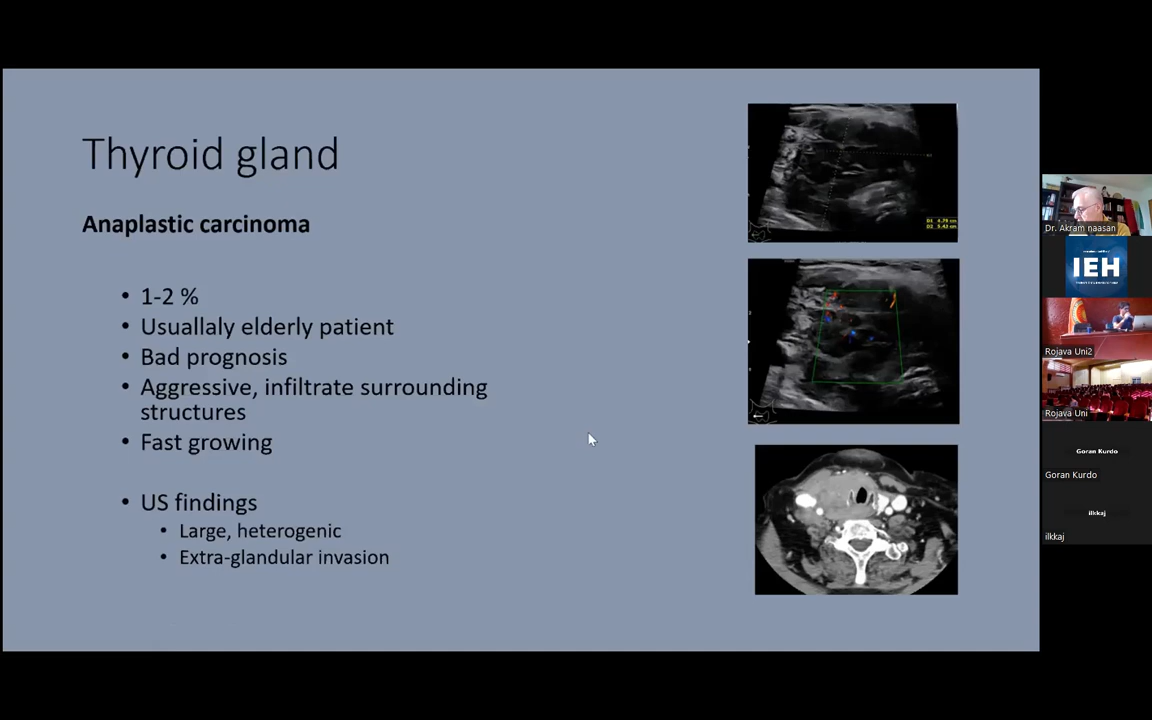 Thyroid gland
Anaplastic carcinoma
• 1-2 %
• Usuallaly elderly patient
• Bad prognosis
• Aggressive, infiltrate surrounding
structures
• Fast growing
• US findings
• Large, heterogenic
• Extra-glandular invasion
Dr. Akram naasan
IEH
Rojava Uni2
Rojava Uni
Goran Kurdo
Goran Kurdo
ilkkaj
ilkkaj